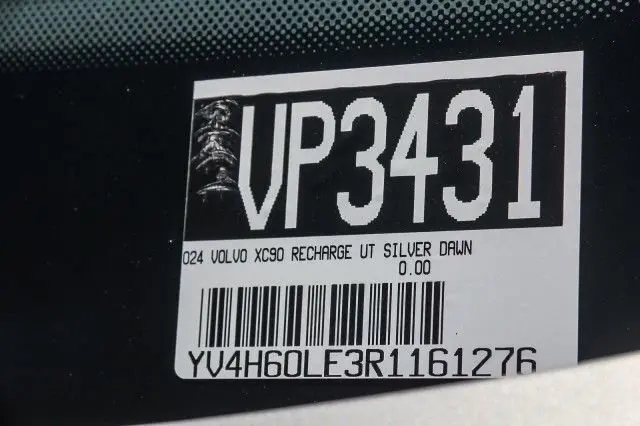 VP3431
024 VOLVO XC90 RECHARGE UT SILVER DAWN
0.00
YV4H60LE3R1161276